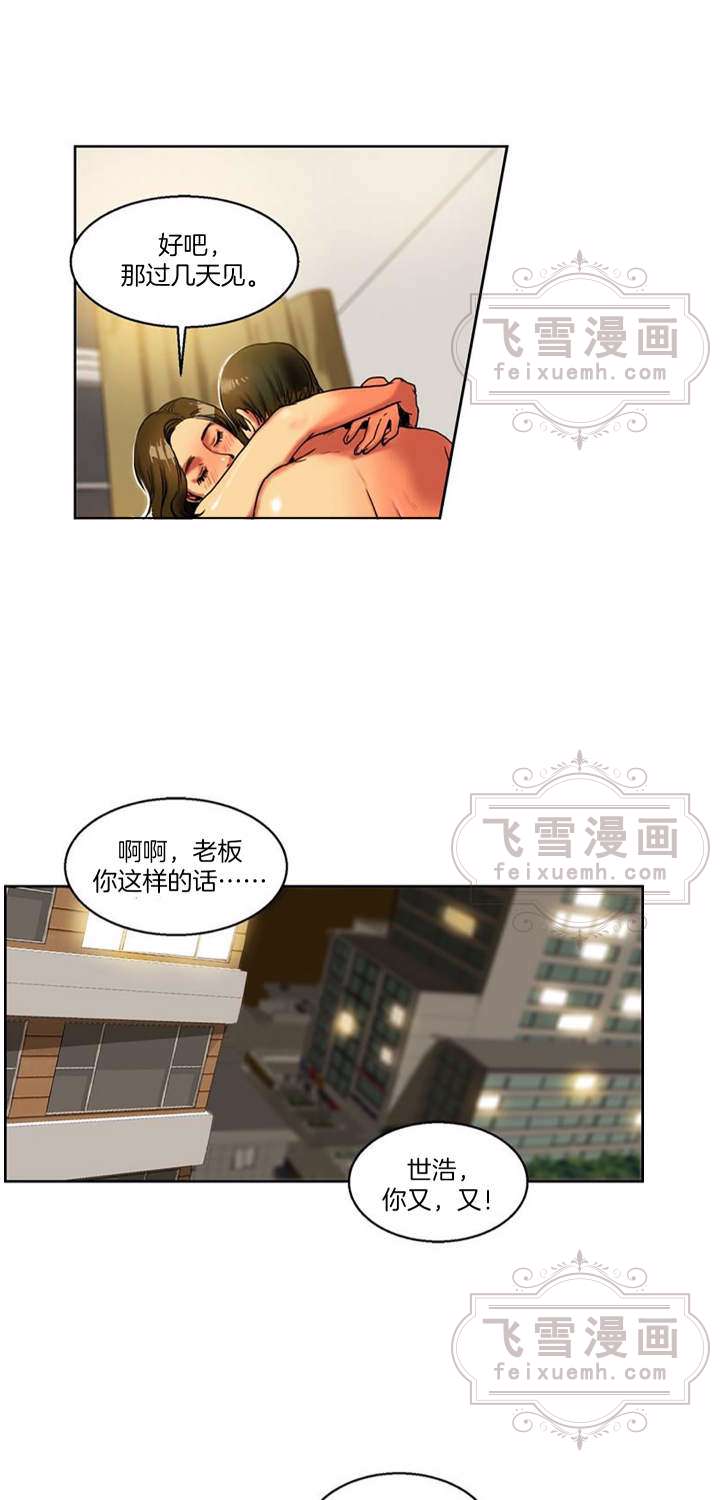 好吧，
那过几天见。
飞雪漫画
feixuemh.com
啊啊，老板
你这样的话……
飞雪漫画
feixuemh.com
世浩，
你又，又！
飞雪漫画
feixuemh.com